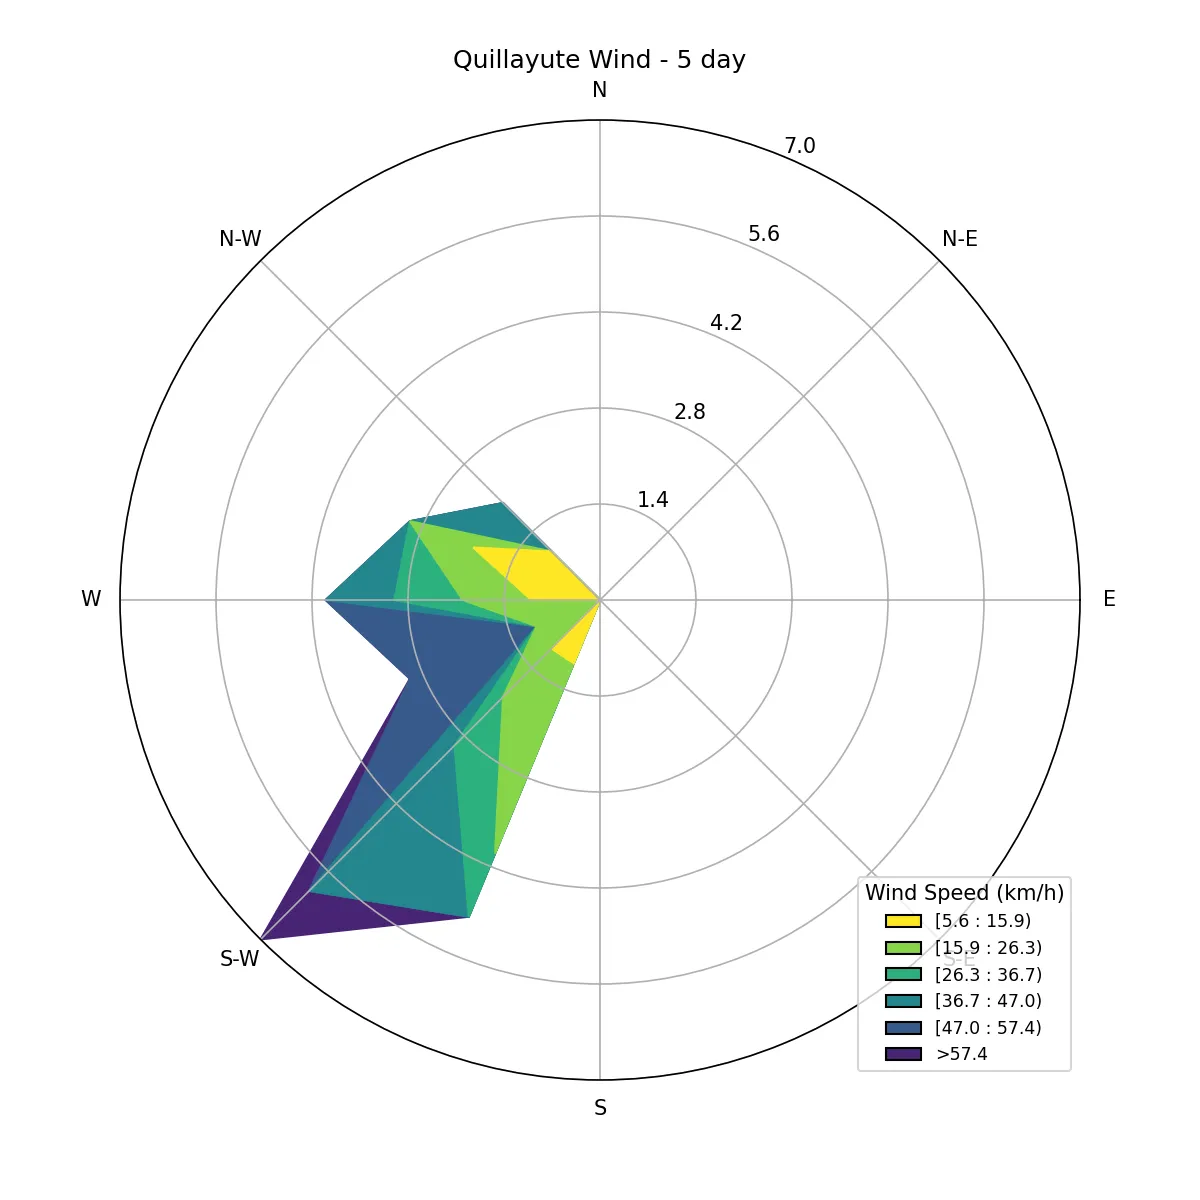 Quillayute Wind - 5 day
N
7.0
5.6
N-W
N-E
4.2
2.8
1.4
W
E
Wind Speed (km/h)
[5.6 : 15.9)
[15.9 : 26.3)
S-W
S-E
[26.3 : 36.7)
[36.7 : 47.0)
[47.0 : 57.4)
>57.4
S